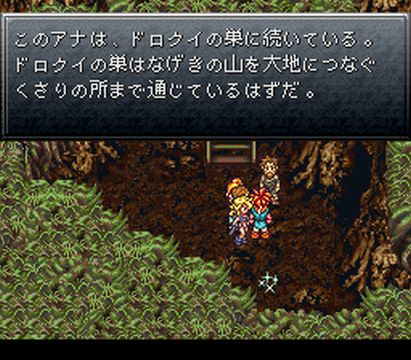 このアナは、ドロクイの巣に続いている。
ドロクイの巣はなげきの山を大地につなぐ
くさりの所まで通じているはずだ。